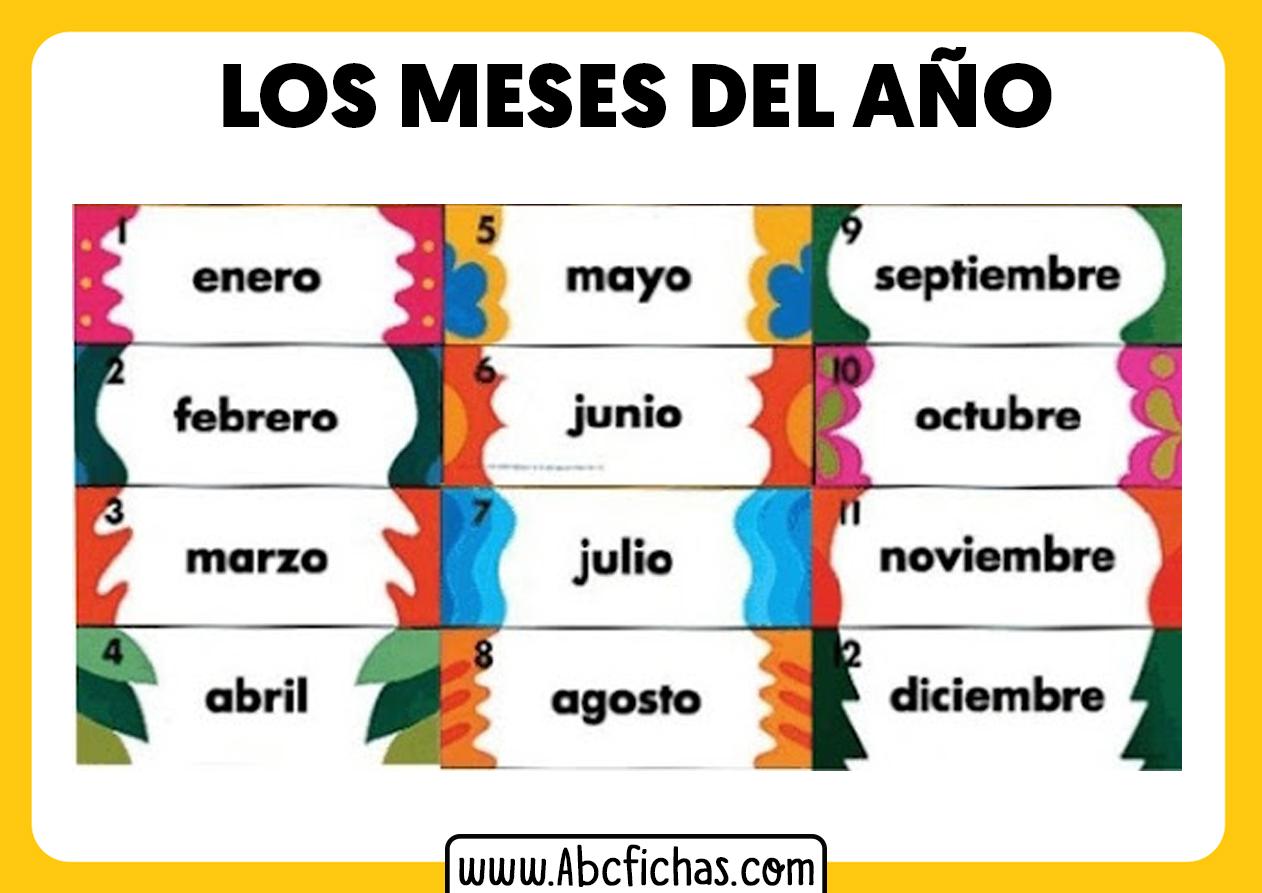 LOS MESES DEL AÑO
1
enero
2
febrero
3
marzo
4
abril
5
mayo
6
junio
7
julio
8
agosto
9
septiembre
10
octubre
11
noviembre
12
diciembre
www.Abcfichas.com